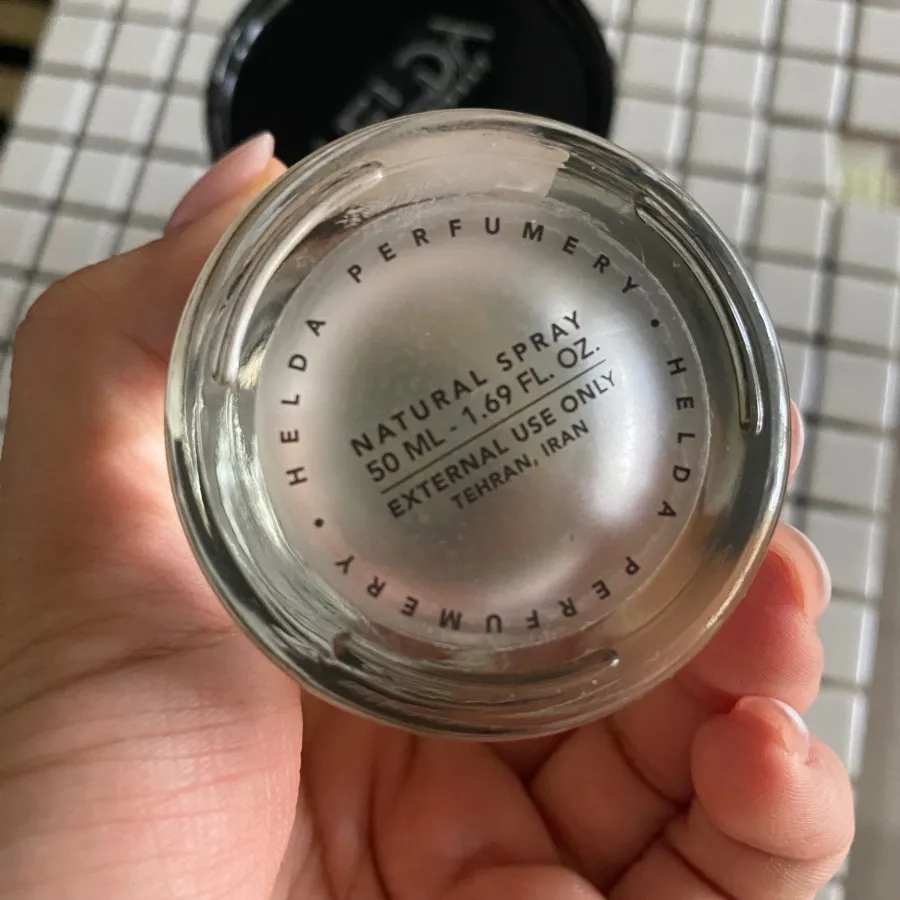 HELDA PERFUMERY • HELDA PERFUMERY •
NATURAL SPRAY
50 ML - 1.69 FL. OZ.
EXTERNAL USE ONLY
TEHRAN, IRAN